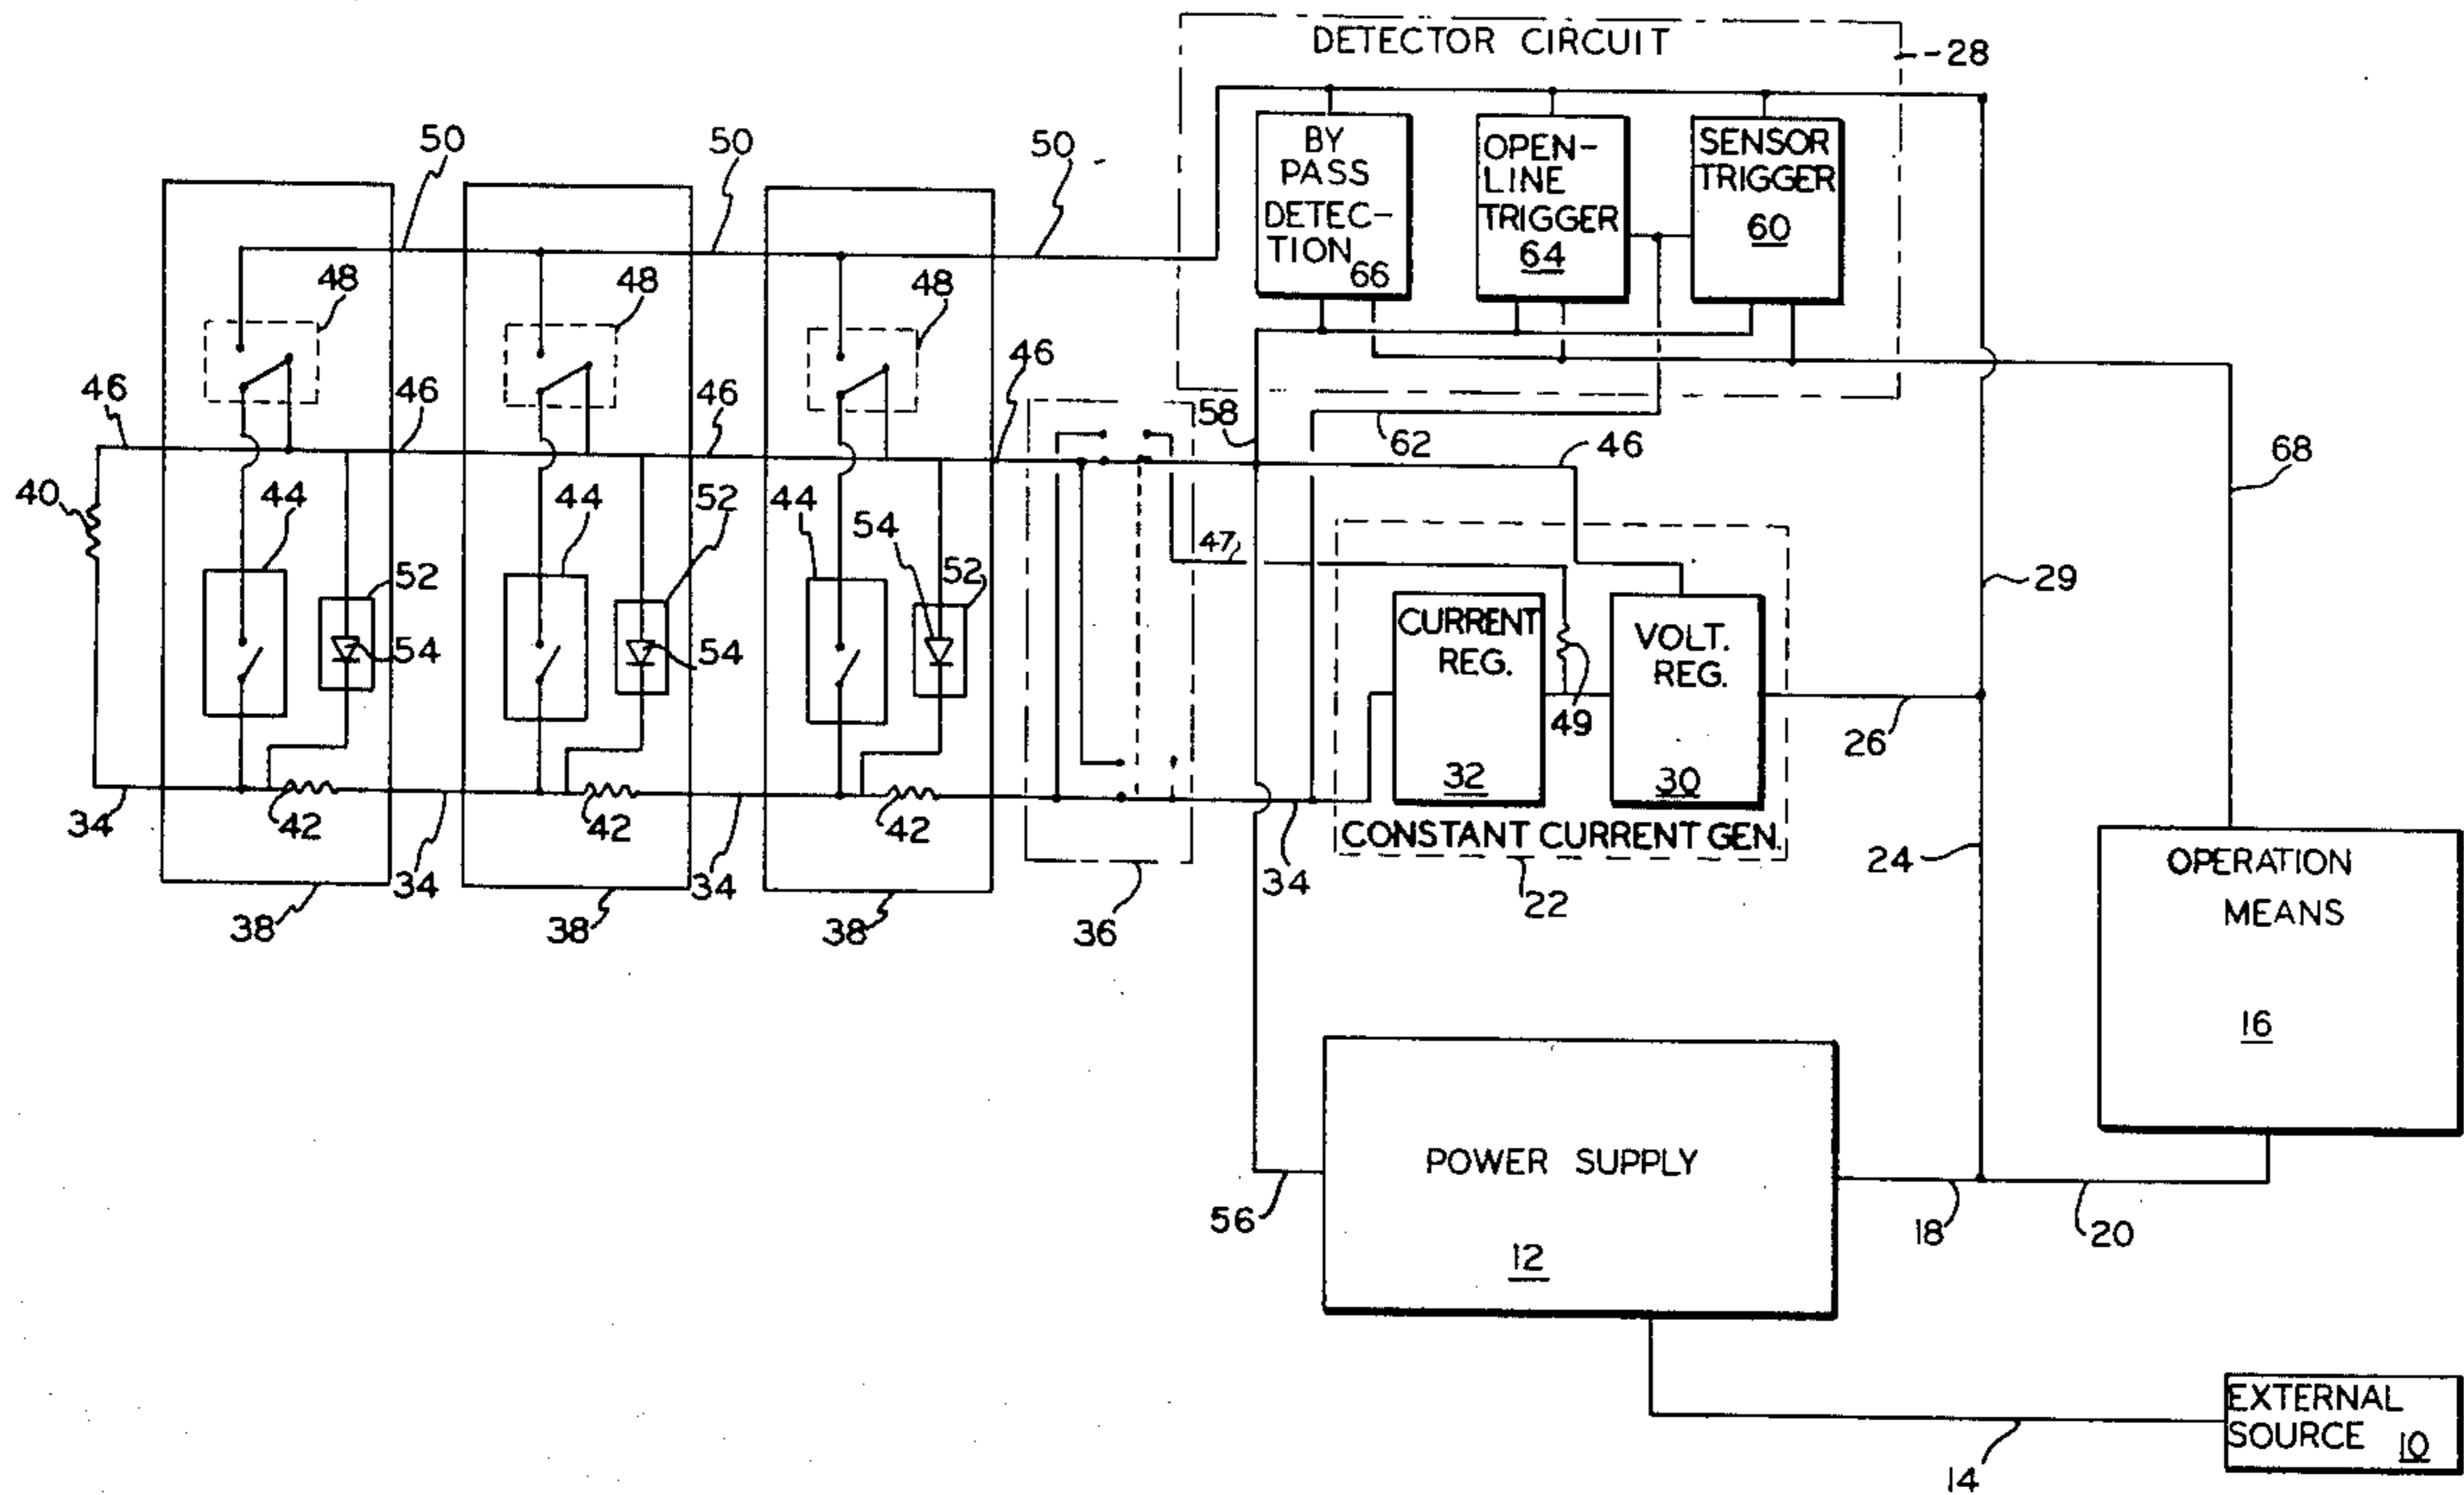 DETECTOR CIRCUIT
28
BY
PASS
DETEC-
TION
66
OPEN-
LINE
TRIGGER
64
SENSOR
TRIGGER
60
50
50
50
48
48
48
46
46
46
46
58
62
46
68
40
44
44
44
52
52
52
54
54
54
47
CURRENT
REG.
32
49
VOLT.
REG.
30
29
26
CONSTANT CURRENT GEN.
22
34
42
34
42
34
42
34
38
38
38
36
24
OPERATION
MEANS
16
POWER SUPPLY
12
56
18
20
EXTERNAL
SOURCE 10
14